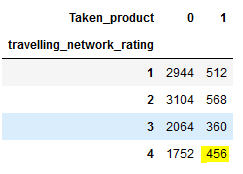 Taken_product 0 1
travelling_network_rating
1 2944 512
2 3104 568
3 2064 360
4 1752 456